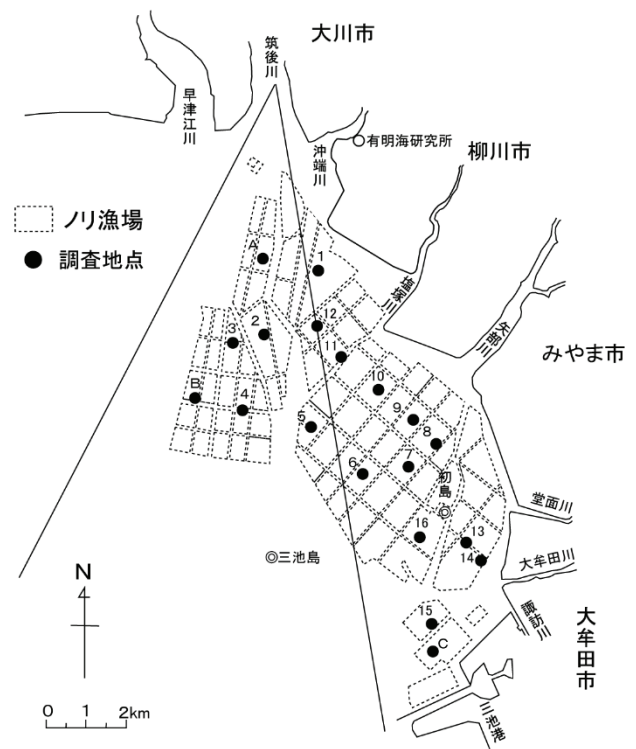 大川市
筑後川
早津江川
沖端川
有明海研究所
柳川市
ノリ漁場
調査地点
A
1
塩塚川
矢部川
12
2
3
11
みやま市
10
B
4
9
5
8
7
6
初島
堂面川
16
13
三池島
14
大牟田川
諏訪川
N
大牟田市
15
C
三池港
0 1 2km